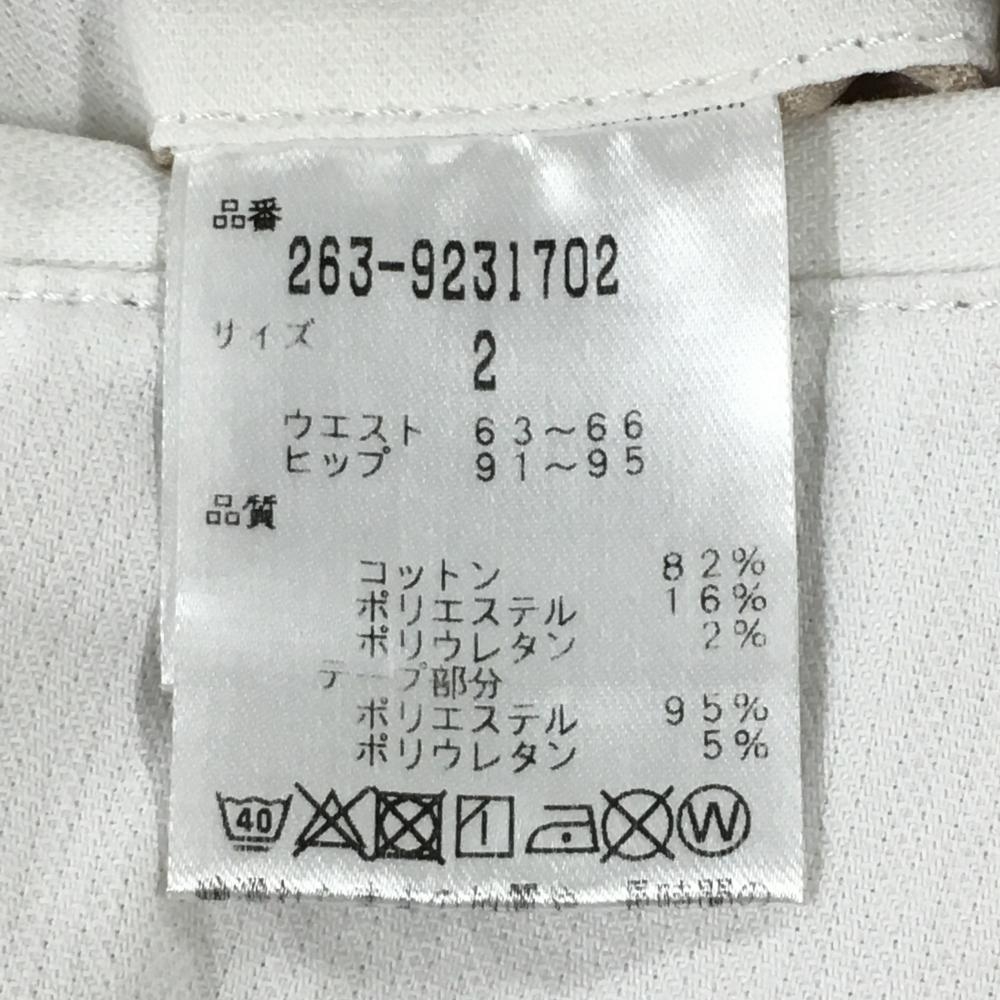 品番
263-9231702
サイズ
2
ウエスト 63～66
ヒップ 91～95
品質
コットン 82%
ポリエステル 16%
ポリウレタン 2%
テープ部分
ポリエステル 95%
ポリウレタン 5%
40 W